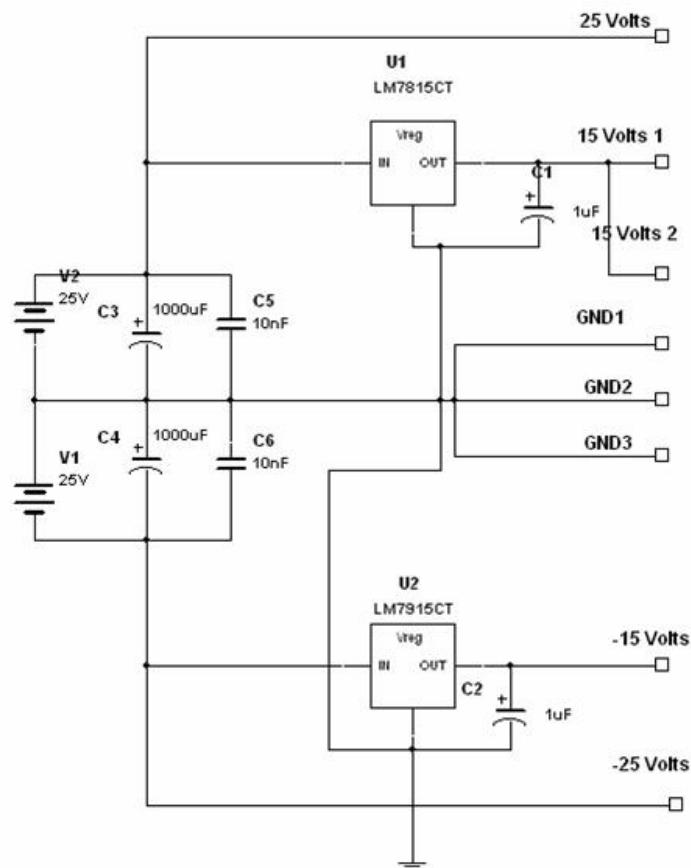 25 Volts
U1
LM7815CT
Vreg
IN OUT
15 Volts 1
C1
+
1uF
15 Volts 2
V2
25V
C3
+
1000uF
C5
10nF
GND1
GND2
C4
+
1000uF
C6
10nF
GND3
V1
25V
U2
LM7915CT
Vreg
IN OUT
-15 Volts
C2
+
1uF
-25 Volts